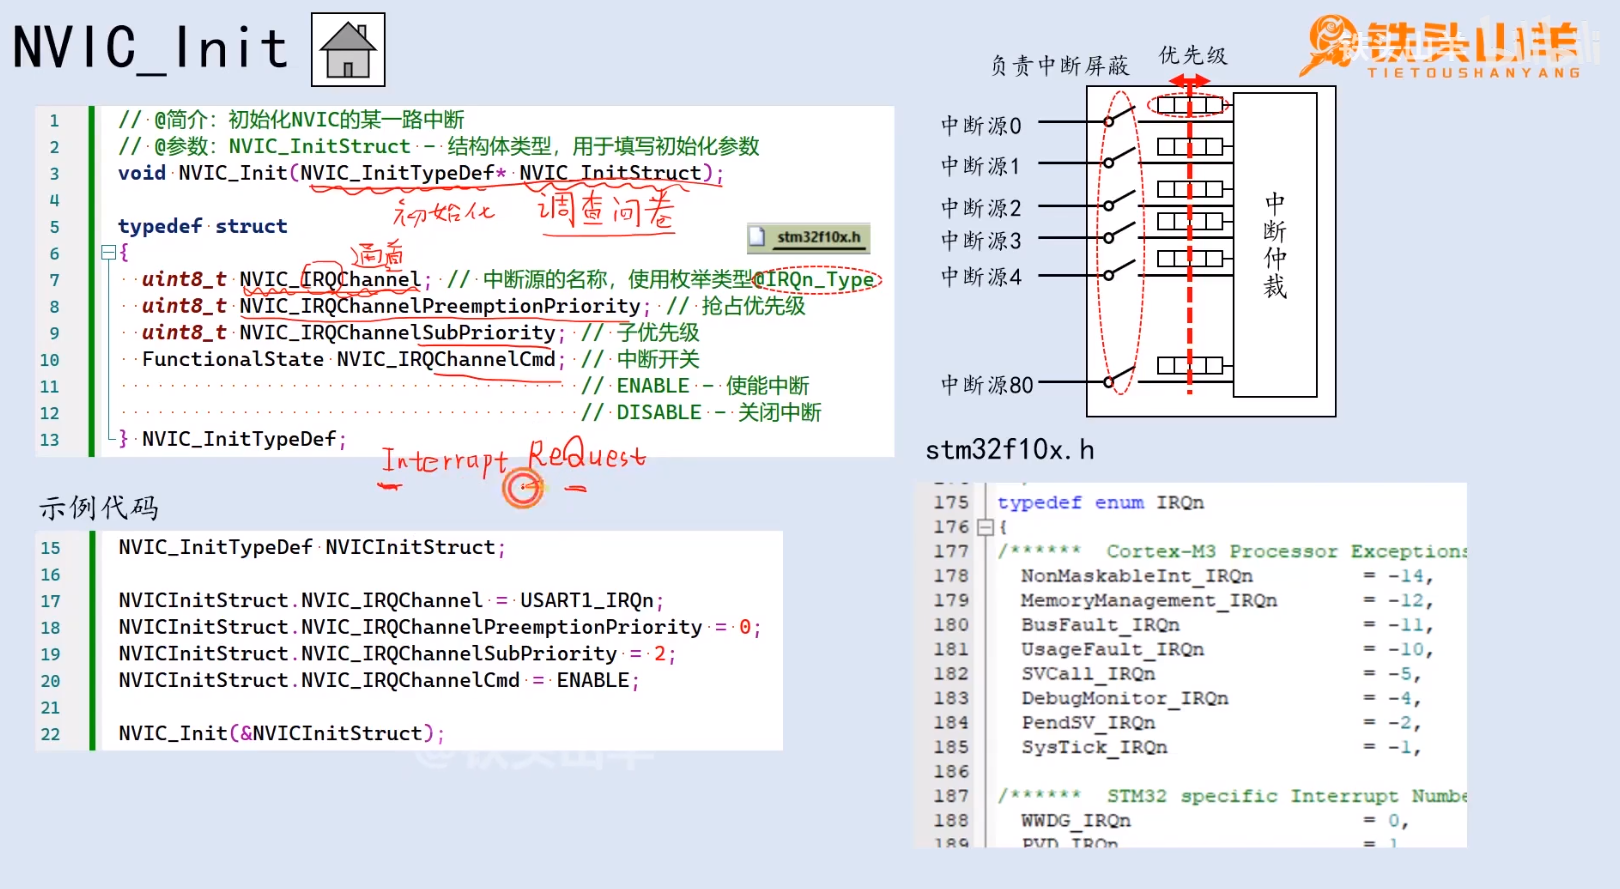 NVIC_Init
铁头山羊
TIETOUSHANYANG
1 // @简介：初始化NVIC的某一路中断
2 // @参数：NVIC_InitStruct - 结构体类型，用于填写初始化参数
3 void NVIC_Init(NVIC_InitTypeDef* NVIC_InitStruct);
4
初始化 调查问卷
5 typedef struct
stm32f10x.h
6 {
通道
7 uint8_t NVIC_IRQChannel; // 中断源的名称，使用枚举类型@IRQn_Type
8 uint8_t NVIC_IRQChannelPreemptionPriority; // 抢占优先级
9 uint8_t NVIC_IRQChannelSubPriority; // 子优先级
10 FunctionalState NVIC_IRQChannelCmd; // 中断开关
11 // ENABLE - 使能中断
12 // DISABLE - 关闭中断
13 } NVIC_InitTypeDef;
Interrapt ReQuest
示例代码
15 NVIC_InitTypeDef NVICInitStruct;
16
17 NVICInitStruct.NVIC_IRQChannel = USART1_IRQn;
18 NVICInitStruct.NVIC_IRQChannelPreemptionPriority = 0;
19 NVICInitStruct.NVIC_IRQChannelSubPriority = 2;
20 NVICInitStruct.NVIC_IRQChannelCmd = ENABLE;
21
22 NVIC_Init(&NVICInitStruct);
@铁头山羊
负责中断屏蔽 优先级
中断源0
中断源1
中断源2
中断源3
中断源4
中断源80
中断仲裁
stm32f10x.h
175 typedef enum IRQn
176 {
177 /****** Cortex-M3 Processor Exceptions
178 NonMaskableInt_IRQn = -14,
179 MemoryManagement_IRQn = -12,
180 BusFault_IRQn = -11,
181 UsageFault_IRQn = -10,
182 SVCall_IRQn = -5,
183 DebugMonitor_IRQn = -4,
184 PendSV_IRQn = -2,
185 SysTick_IRQn = -1,
186
187 /****** STM32 specific Interrupt Numbe
188 WWDG_IRQn = 0,
189 PVD_IRQn = 1